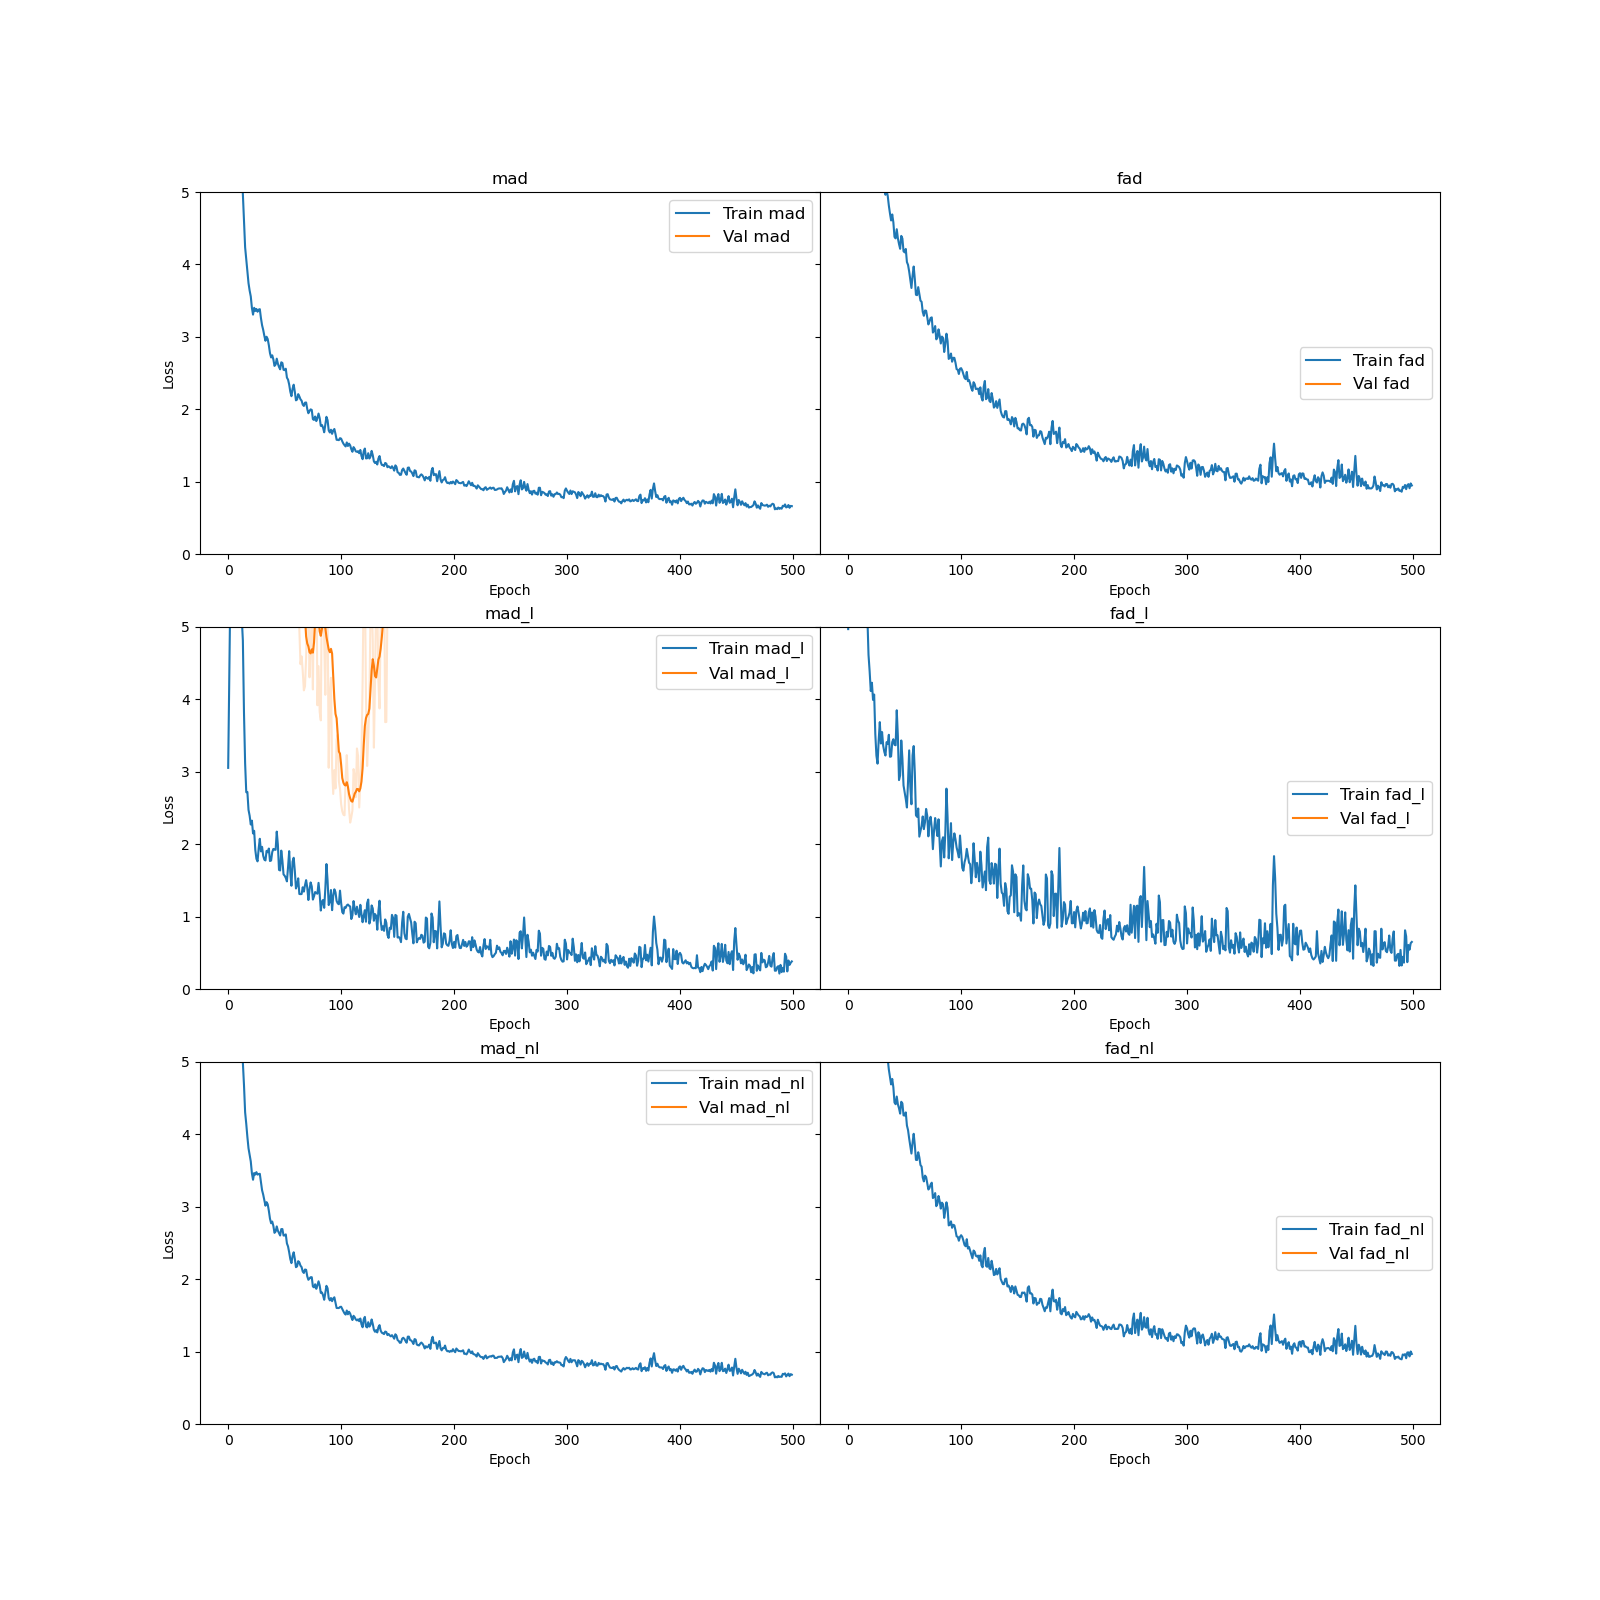 mad
fad
5
4
3
2
1
0
Loss
Train mad
Val mad
Train fad
Val fad
0 100 200 300 400 500
0 100 200 300 400 500
Epoch
Epoch
mad_l
fad_l
5
4
3
2
1
0
Loss
Train mad_l
Val mad_l
Train fad_l
Val fad_l
0 100 200 300 400 500
0 100 200 300 400 500
Epoch
Epoch
mad_nl
fad_nl
5
4
3
2
1
0
Loss
Train mad_nl
Val mad_nl
Train fad_nl
Val fad_nl
0 100 200 300 400 500
0 100 200 300 400 500
Epoch
Epoch